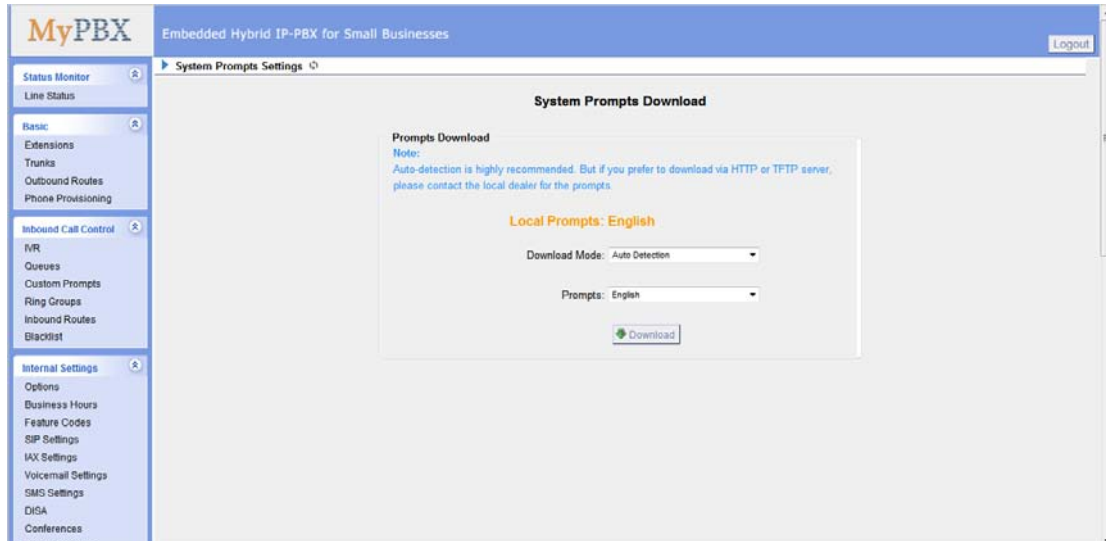 MyPBX
Embedded Hybrid IP-PBX for Small Businesses
Logout
Status Monitor
Line Status
Basic
Extensions
Trunks
Outbound Routes
Phone Provisioning
Inbound Call Control
IVR
Queues
Custom Prompts
Ring Groups
Inbound Routes
Blacklist
Internal Settings
Options
Business Hours
Feature Codes
SIP Settings
IAX Settings
Voicemail Settings
SMS Settings
DISA
Conferences
System Prompts Settings
System Prompts Download
Prompts Download
Note:
Auto-detection is highly recommended. But if you prefer to download via HTTP or TFTP server,
please contact the local dealer for the prompts.
Local Prompts: English
Download Mode: Auto Detection
Prompts: English
Download